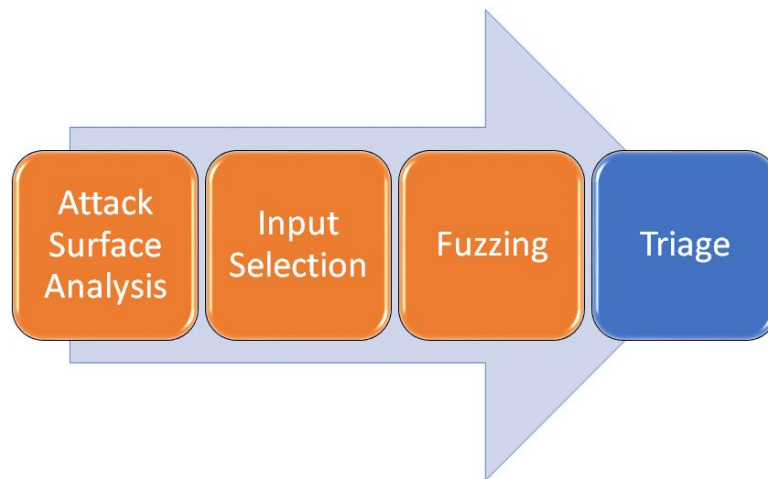 Attack
Surface
Analysis
Input
Selection
Fuzzing
Triage